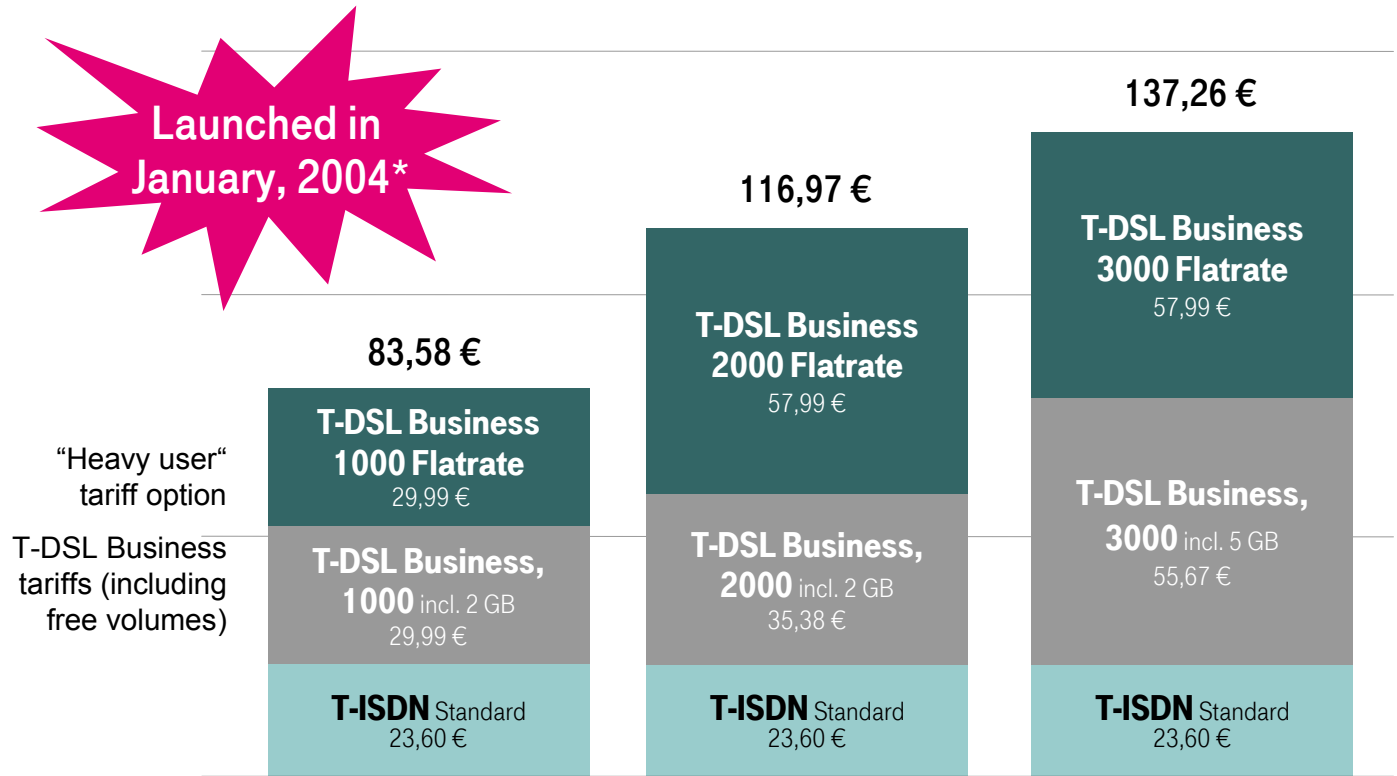 Launched in
January, 2004*
83,58 €
116,97 €
137,26 €
“Heavy user“
tariff option
T-DSL Business
tariffs (including
free volumes)
T-DSL Business
1000 Flatrate
29,99 €
T-DSL Business,
1000 incl. 2 GB
29,99 €
T-ISDN Standard
23,60 €
T-DSL Business
2000 Flatrate
57,99 €
T-DSL Business,
2000 incl. 2 GB
35,38 €
T-ISDN Standard
23,60 €
T-DSL Business
3000 Flatrate
57,99 €
T-DSL Business,
3000 incl. 5 GB
55,67 €
T-ISDN Standard
23,60 €